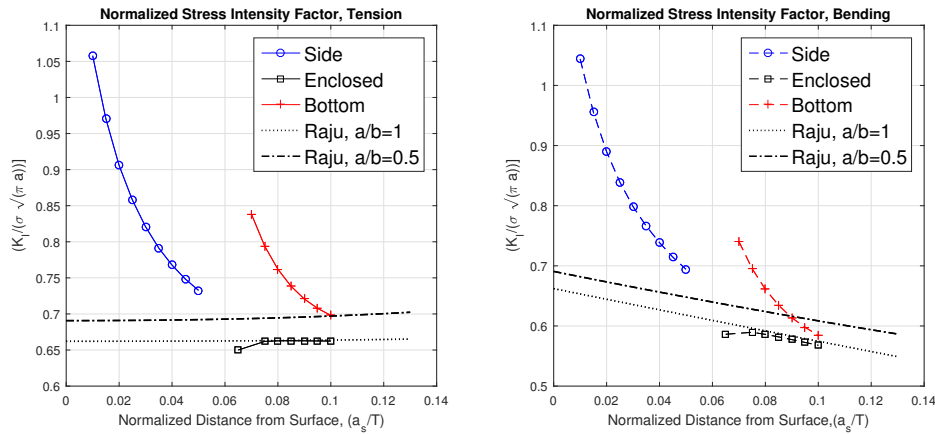 Normalized Stress Intensity Factor, Tension
1.1
1.05
1
0.95
0.9
0.85
0.8
0.75
0.7
0.65
0.6
(K_I/(σ √(π a))]
0
0.02
0.04
0.06
0.08
0.1
0.12
0.14
Normalized Distance from Surface, (a_s/T)
Side
Enclosed
Bottom
Raju, a/b=1
Raju, a/b=0.5
Normalized Stress Intensity Factor, Bending
1.1
1
0.9
0.8
0.7
0.6
0.5
(K_I/(σ √(π a))]
0
0.02
0.04
0.06
0.08
0.1
0.12
0.14
Normalized Distance from Surface,(a_s/T)
Side
Enclosed
Bottom
Raju, a/b=1
Raju, a/b=0.5